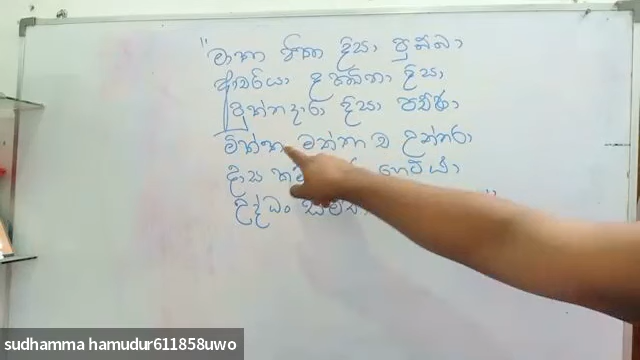 "මාතා පිතා දිසා පුබ්බා
ආචරියා දක්ඛිණා දිසා
පුත්තදාරා දිසා පච්ඡා
මිත්තා මච්චා ච උත්තරා
දාස හෙට්ඨා
උද්ධං
sudhamma hamudur611858uwo